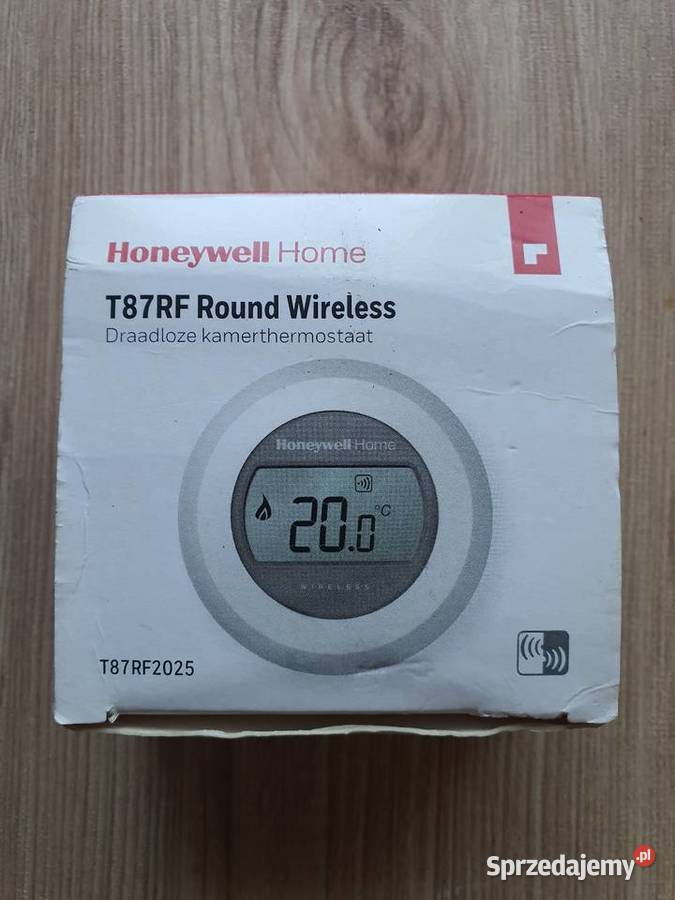 Honeywell Home
T87RF Round Wireless
Draadloze kamerthermostaat
Honeywell Home
20.0 °C
WIRELESS
T87RF2025
Sprzedajemy.pl